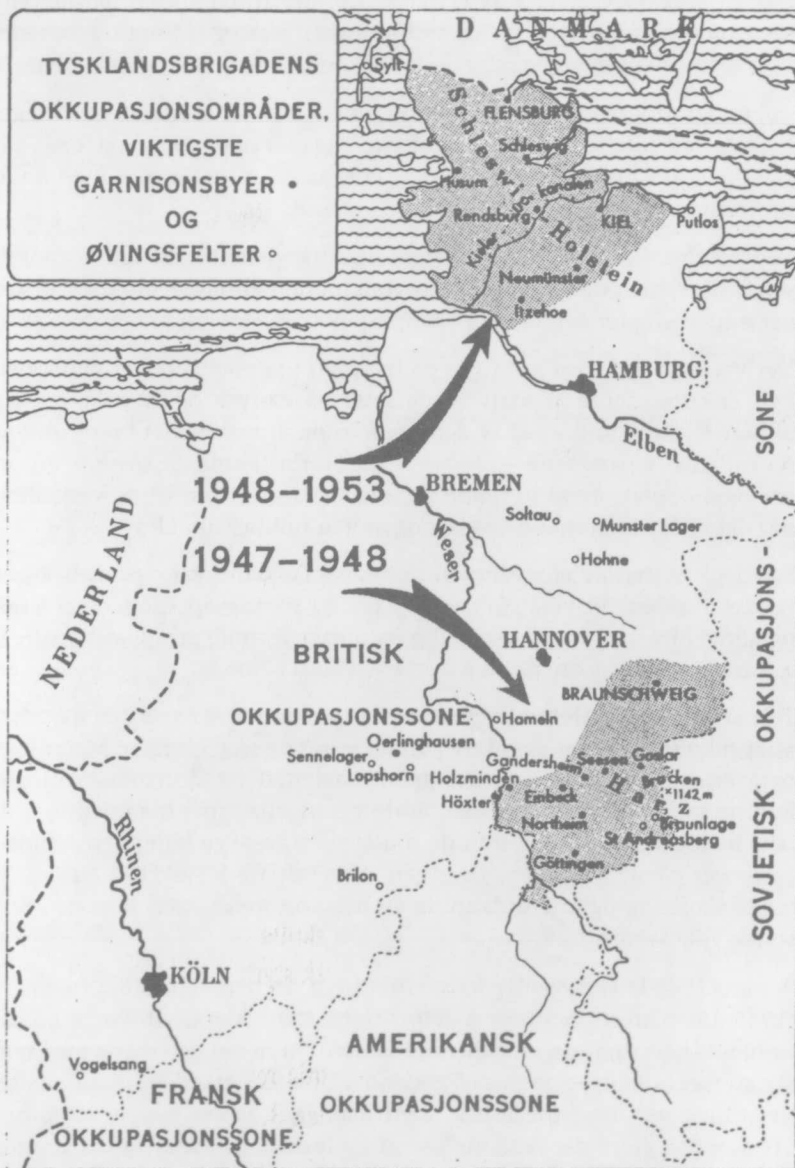 DANMARK
TYSKLANDSBRIGADENS
OKKUPASJONSOMRÅDER,
VIKTIGSTE
GARNISONSBYER •
OG
ØVINGSFELTER ∘
Sylt
FLENSBURG
Schleswig
Schleswig-Holstein
Husum
Kieler-kanalen
Rendsburg
KIEL
Putlos
Neumünster
Itzehoe
HAMBURG
Elben
1948–1953
BREMEN
Soltau
Munster Lager
1947–1948
Weser
Hohne
NEDERLAND
HANNOVER
BRITISK
OKKUPASJONSSONE
BRAUNSCHWEIG
Hameln
Oerlinghausen
Sennelager
Lopshorn
Gandersheim
Seesen
Goslar
Holzminden
Harz
Brocken
×1142 m
Höxter
Einbeck
Northeim
Braunlage
St Andreasberg
Göttingen
Rhinen
Brilon
SOVJETISK OKKUPASJONS-SONE
KÖLN
AMERIKANSK
OKKUPASJONSSONE
Vogelsang
FRANSK
OKKUPASJONSSONE